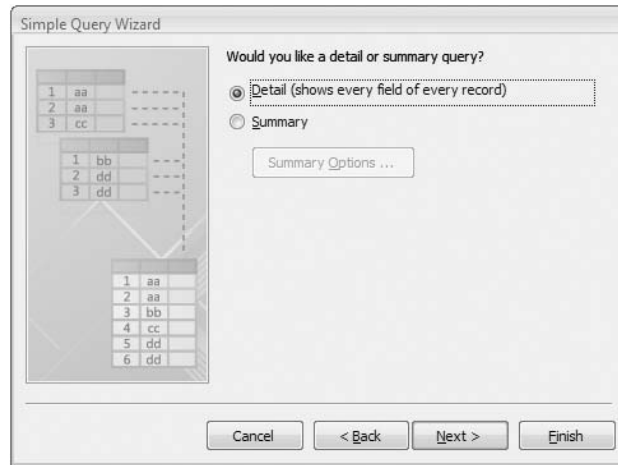 Simple Query Wizard
Would you like a detail or summary query?
Detail (shows every field of every record)
Summary
Summary Options ...
1 aa
2 aa
3 cc
1 bb
2 dd
3 dd
1 aa
2 aa
3 bb
4 cc
5 dd
6 dd
Cancel
< Back
Next >
Finish